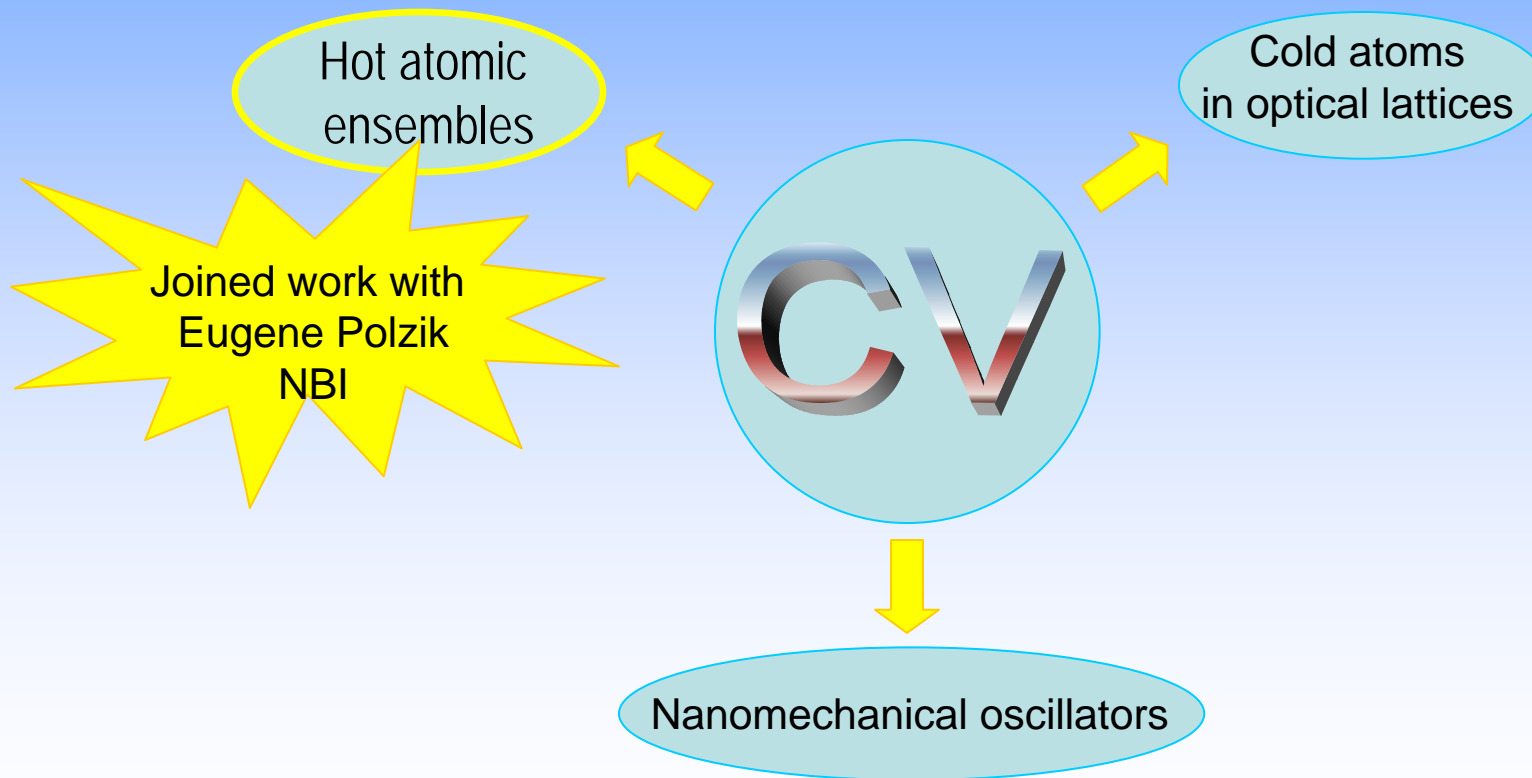 Hot atomic
ensembles
Cold atoms
in optical lattices
Joined work with
Eugene Polzik
NBI
CV
Nanomechanical oscillators